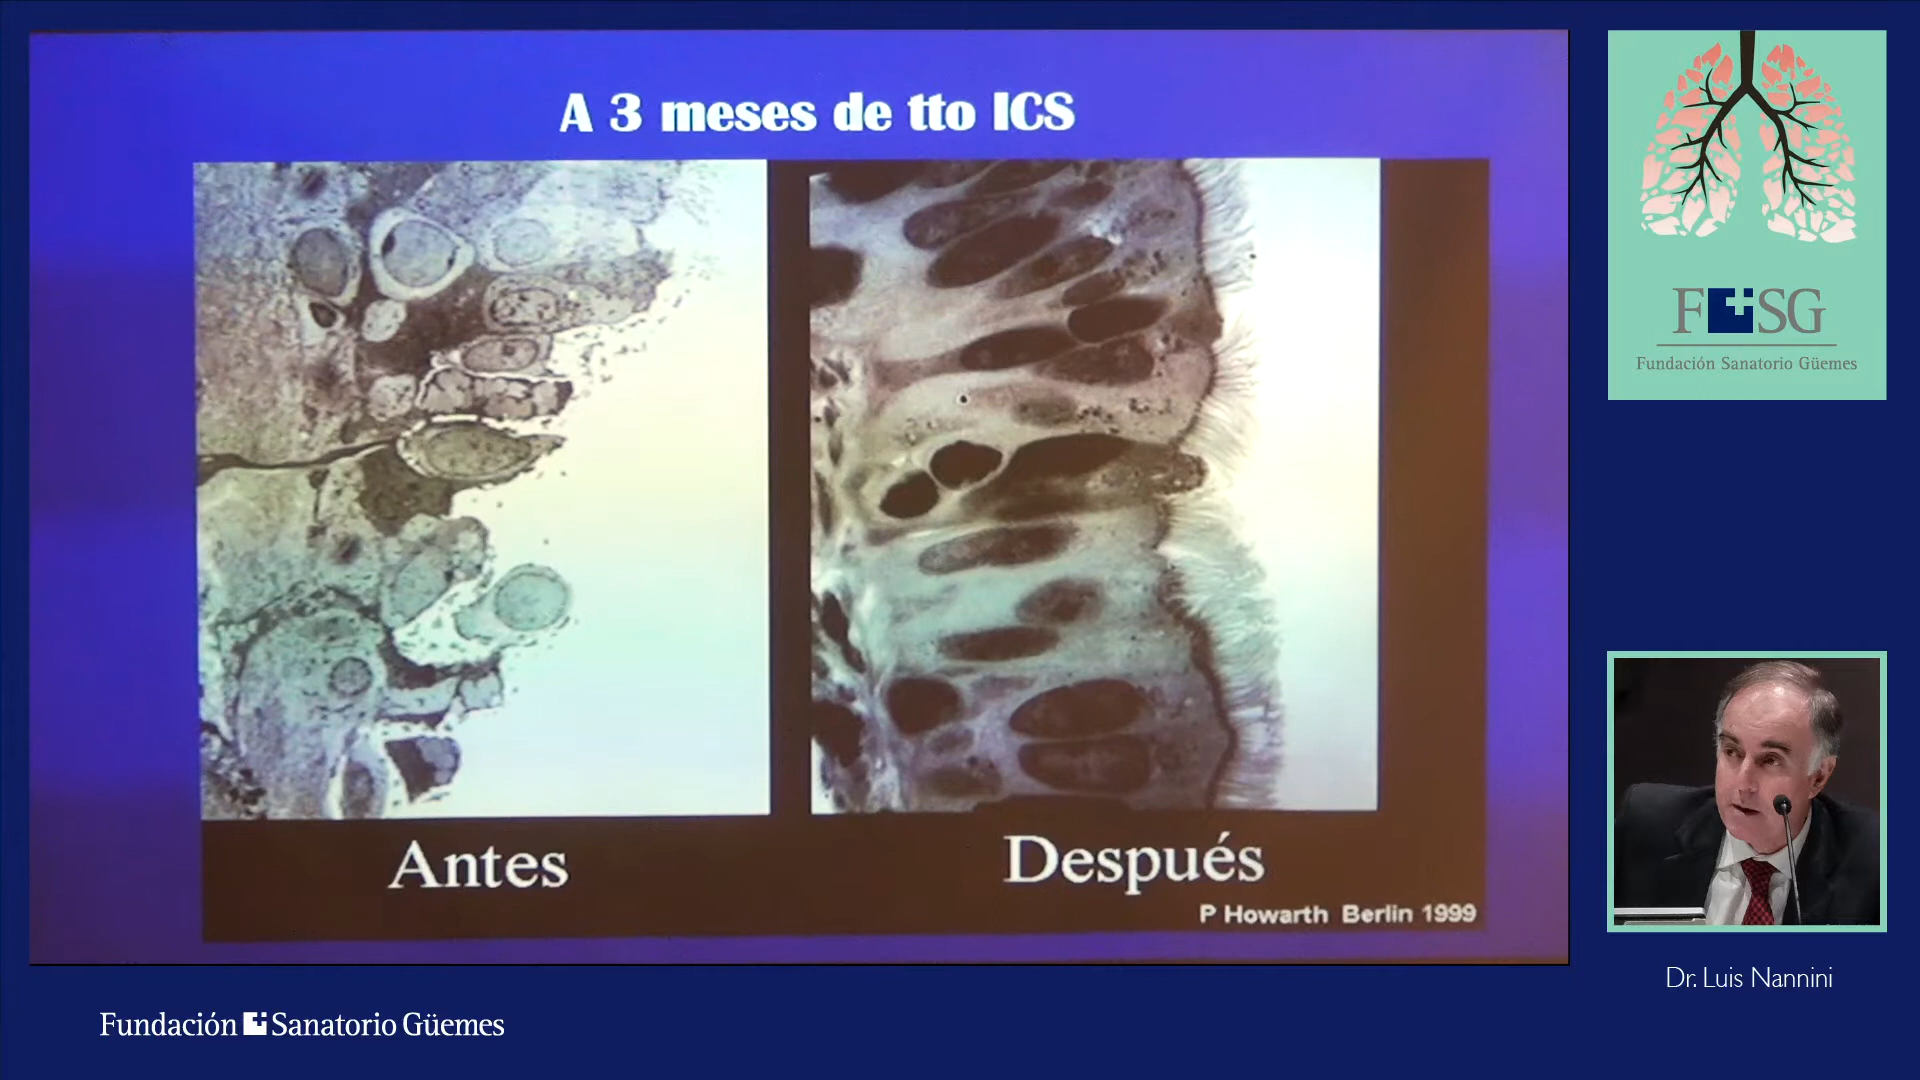 A 3 meses de tto ICS
Antes
Después
P Howarth Berlin 1999
F SG
Fundación Sanatorio Güemes
Dr. Luis Nannini
Fundación Sanatorio Güemes